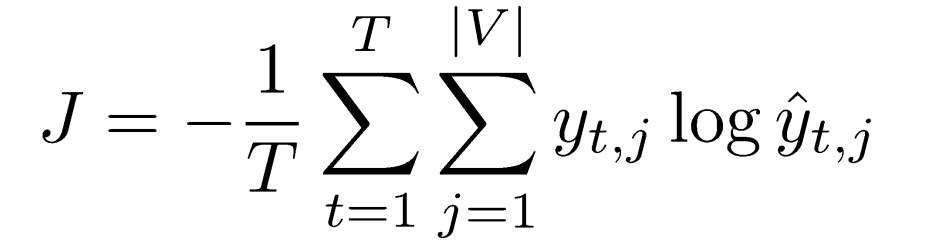 J = -\frac{1}{T} \sum_{t=1}^{T} \sum_{j=1}^{|V|} y_{t,j} \log \hat{y}_{t,j}